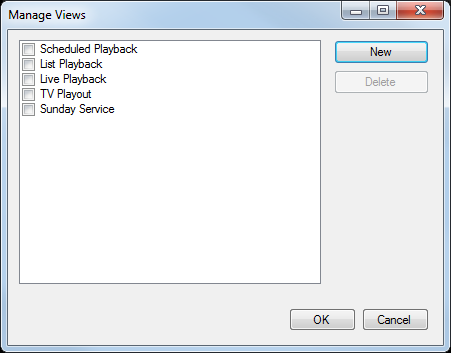 Manage Views
Scheduled Playback
New
List Playback
Live Playback
Delete
TV Playout
Sunday Service
OK
Cancel